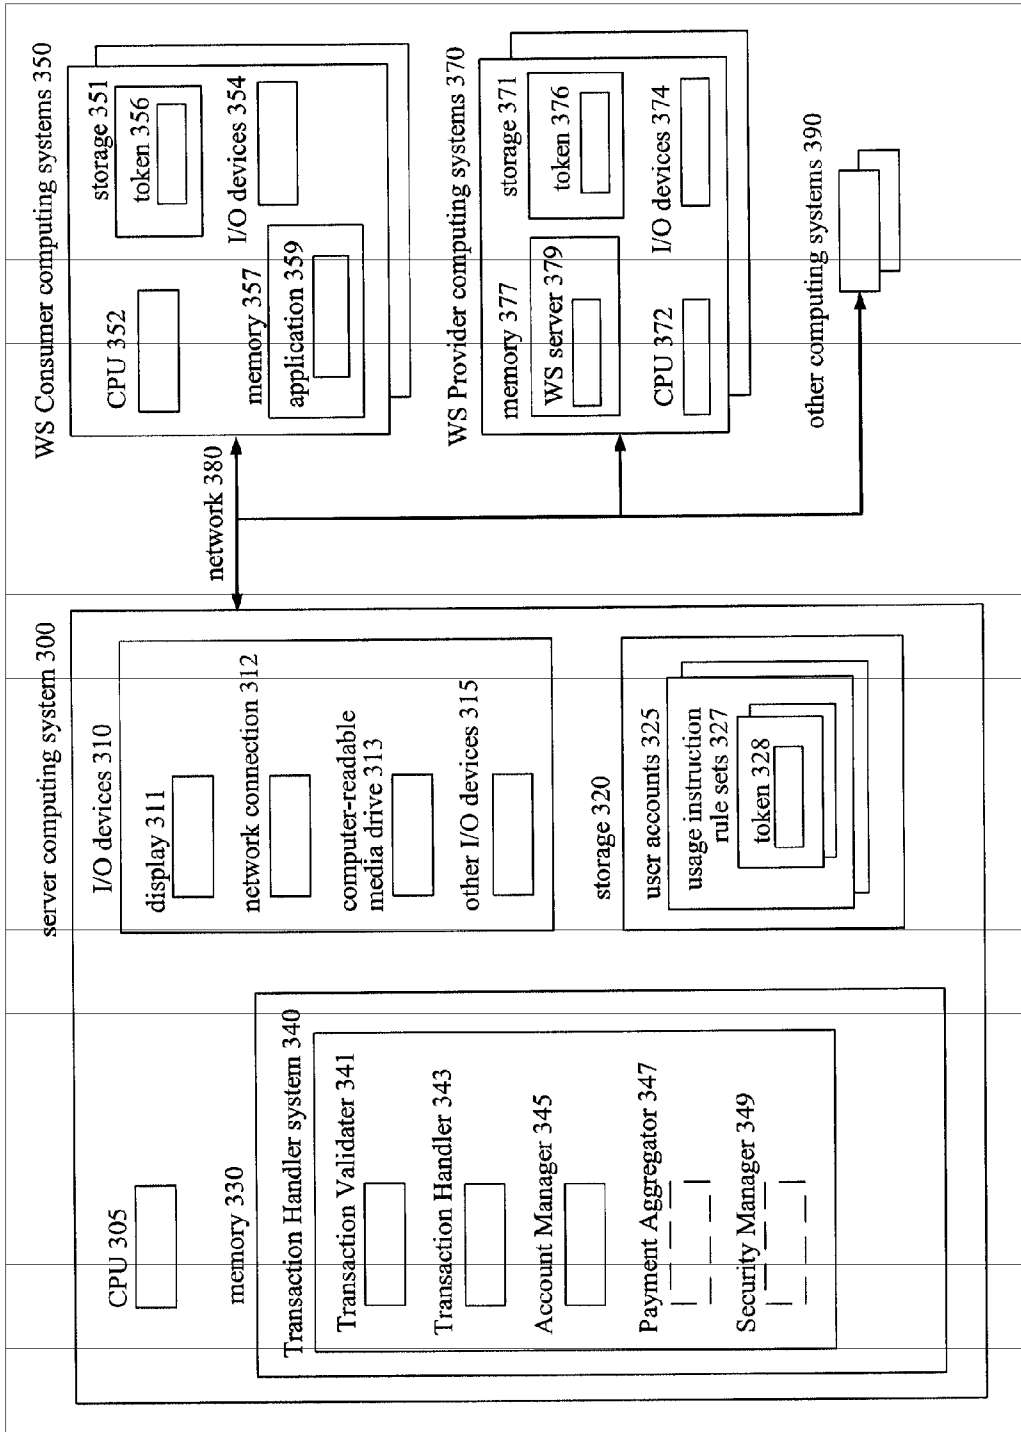 server computing system 300
CPU 305
I/O devices 310
display 311
network connection 312
computer-readable
media drive 313
other I/O devices 315
memory 330
Transaction Handler system 340
Transaction Validater 341
Transaction Handler 343
Account Manager 345
Payment Aggregator 347
Security Manager 349
storage 320
user accounts 325
usage instruction
rule sets 327
token 328
network 380
WS Consumer computing systems 350
CPU 352
storage 351
token 356
I/O devices 354
memory 357
application 359
WS Provider computing systems 370
memory 377
WS server 379
storage 371
token 376
CPU 372
I/O devices 374
other computing systems 390